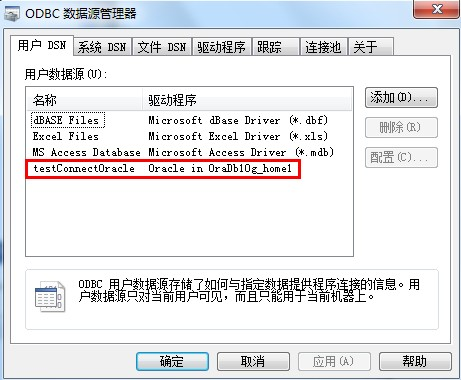 ODBC 数据源管理器
用户 DSN 系统 DSN 文件 DSN 驱动程序 跟踪 连接池 关于
用户数据源(U):
名称 驱动程序
dBASE Files Microsoft dBase Driver (*.dbf)
Excel Files Microsoft Excel Driver (*.xls)
MS Access Database Microsoft Access Driver (*.mdb)
testConnectOracle Oracle in OraDb10g_home1
添加(D)...
删除(R)
配置(C)...
ODBC 用户数据源存储了如何与指定数据提供程序连接的信息。用
户数据源只对当前用户可见，而且只能用于当前机器上。
确定 取消 应用(A) 帮助